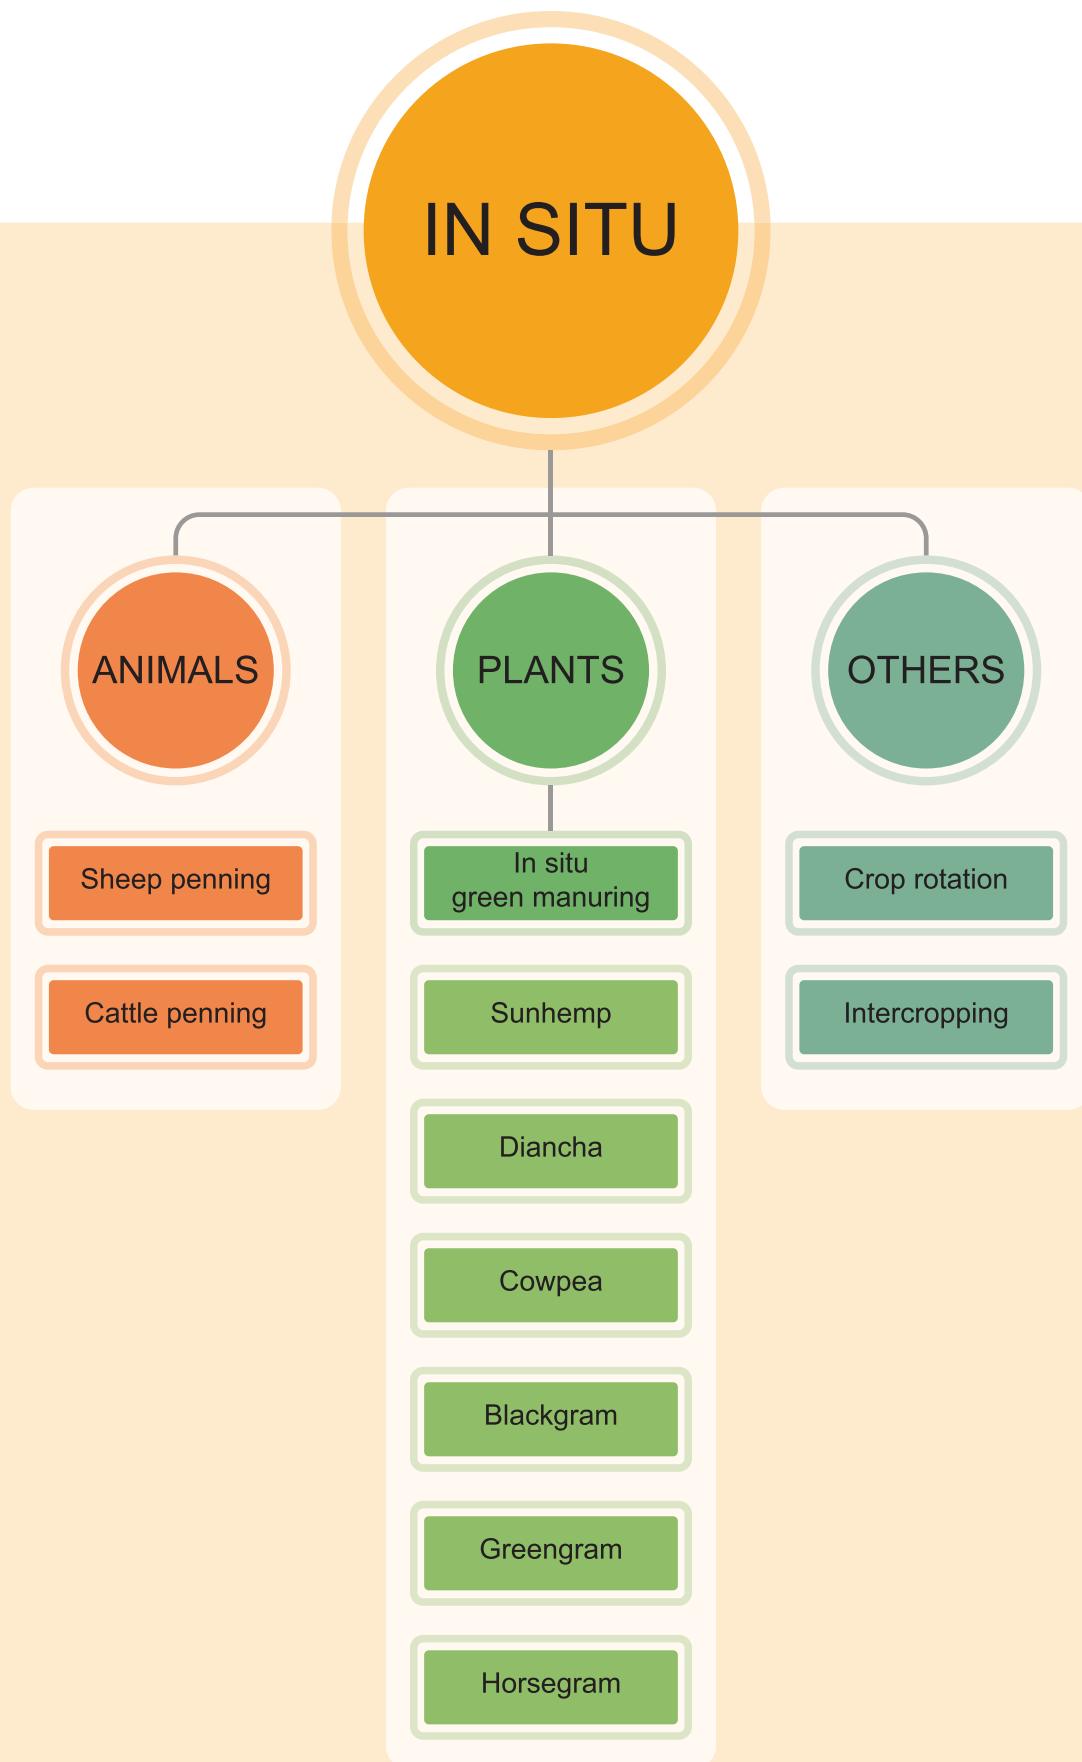 IN SITU
ANIMALS
Sheep penning
Cattle penning
PLANTS
In situ
green manuring
Sunhemp
Diancha
Cowpea
Blackgram
Greengram
Horsegram
OTHERS
Crop rotation
Intercropping